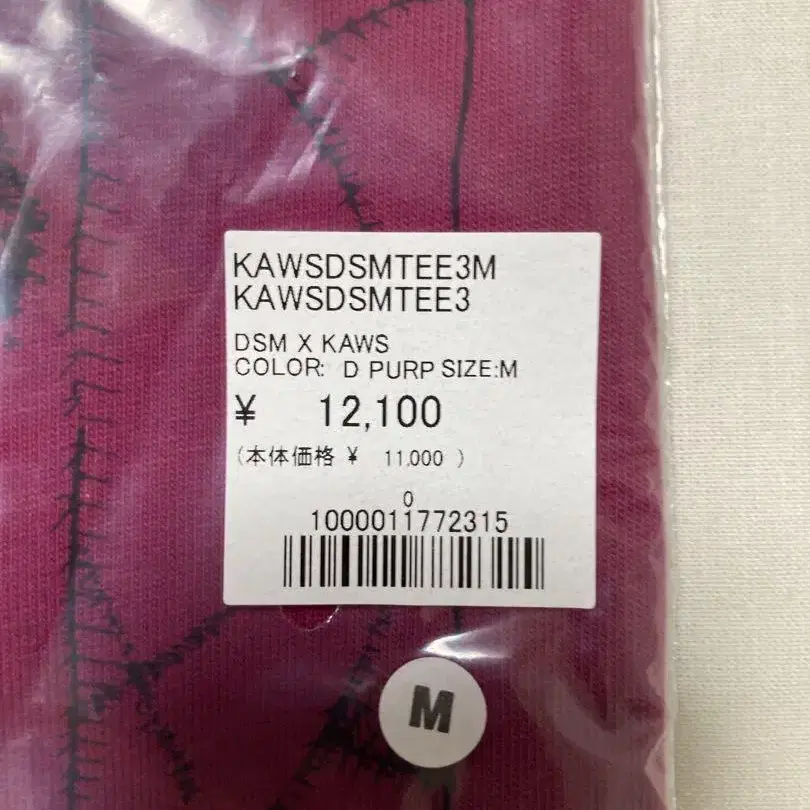 KAWSDSMTEE3M
KAWSDSMTEE3
DSM X KAWS
COLOR: D PURP SIZE:M
¥ 12,100
(本体価格 ¥ 11,000 )
0
1000011772315
M